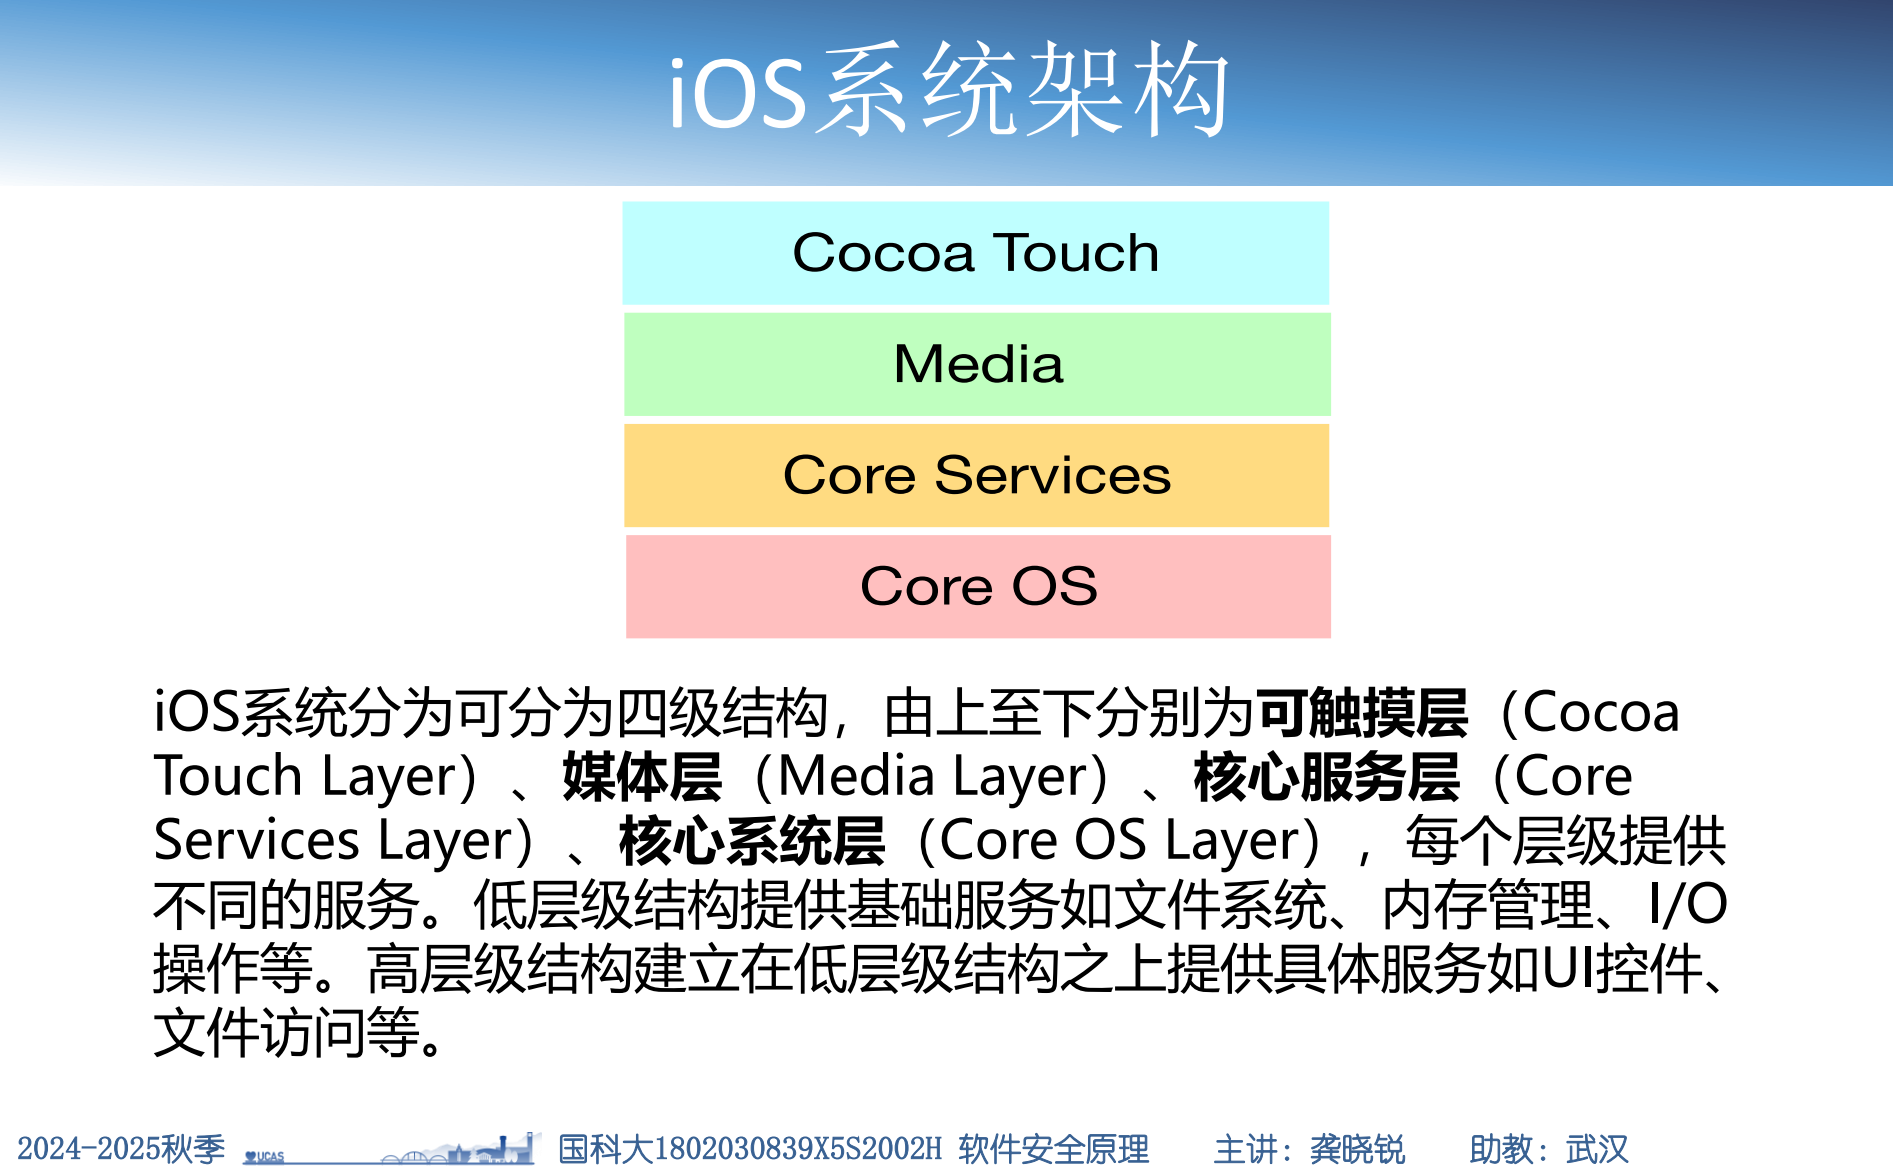 iOS系统架构
Cocoa Touch
Media
Core Services
Core OS
iOS系统分为可分为四级结构，由上至下分别为可触摸层（Cocoa
Touch Layer）、媒体层（Media Layer）、核心服务层（Core
Services Layer）、核心系统层（Core OS Layer），每个层级提供
不同的服务。低层级结构提供基础服务如文件系统、内存管理、I/O
操作等。高层级结构建立在低层级结构之上提供具体服务如UI控件、
文件访问等。
2024-2025秋季 UCAS 国科大1802030839X5S2002H 软件安全原理 主讲：龚晓锐 助教：武汉